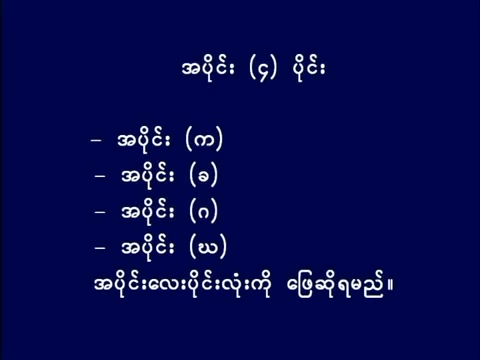 အပိုင်း (၄) ပိုင်း
– အပိုင်း (က)
– အပိုင်း (ခ)
– အပိုင်း (ဂ)
– အပိုင်း (ဃ)
အပိုင်းလေးပိုင်းလုံးကို ဖြေဆိုရမည်။